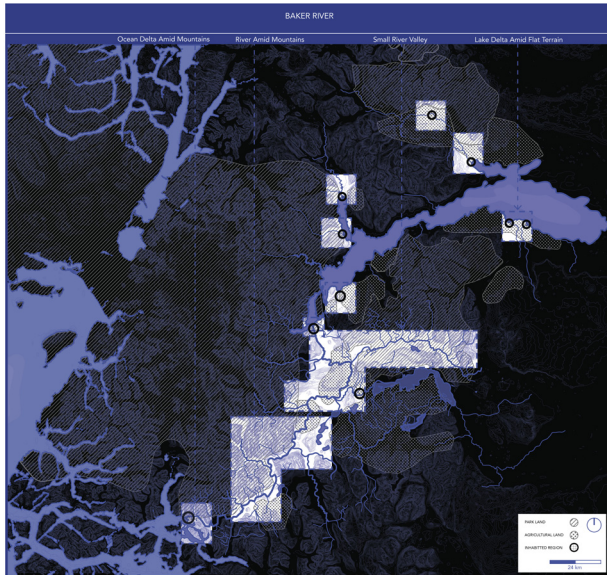 BAKER RIVER
Ocean Delta Amid Mountains
River Amid Mountains
Small River Valley
Lake Delta Amid Flat Terrain
PARK LAND
AGRICULTURAL LAND
INHABITTED REGION
24 km